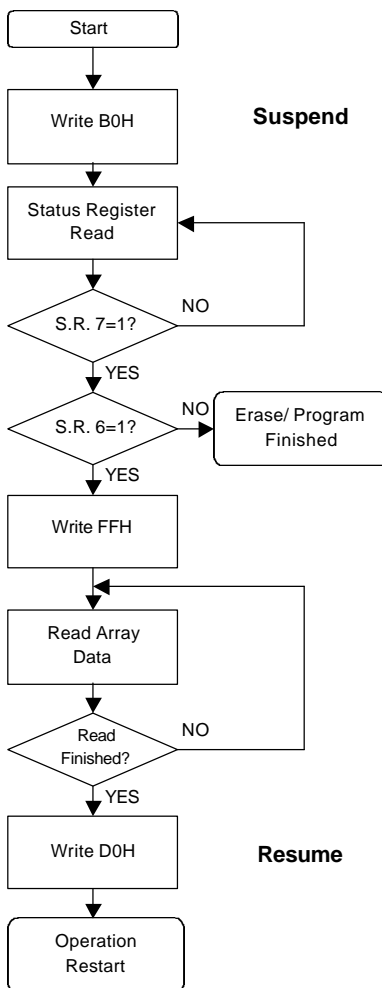 Start
Write B0H
Suspend
Status Register
Read
NO
S.R. 7=1?
YES
NO
S.R. 6=1?
Erase/ Program
Finished
YES
Write FFH
Read Array
Data
NO
Read
Finished?
YES
Write D0H
Resume
Operation
Restart